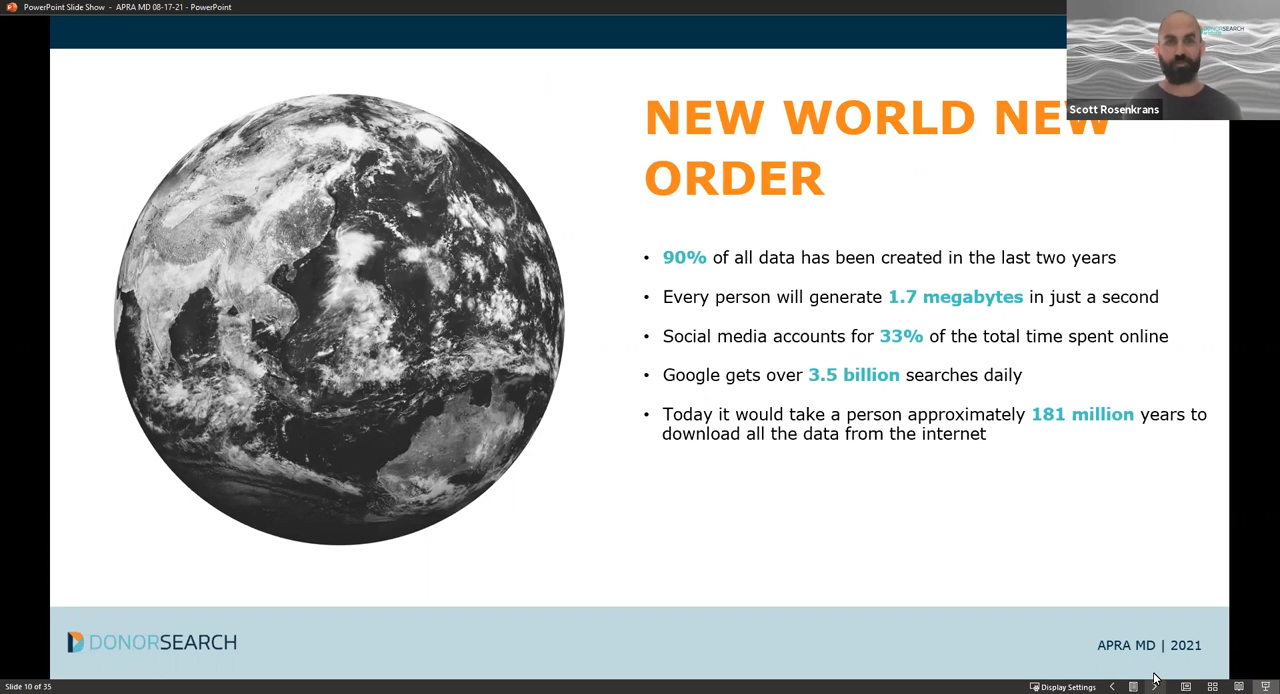 PowerPoint Slide Show - APRA MD 08-17-21 - PowerPoint
DONORSEARCH
Scott Rosenkrans
NEW WORLD NEW
ORDER
• 90% of all data has been created in the last two years
• Every person will generate 1.7 megabytes in just a second
• Social media accounts for 33% of the total time spent online
• Google gets over 3.5 billion searches daily
• Today it would take a person approximately 181 million years to
download all the data from the internet
DONORSEARCH
APRA MD | 2021
Slide 10 of 35
Display Settings